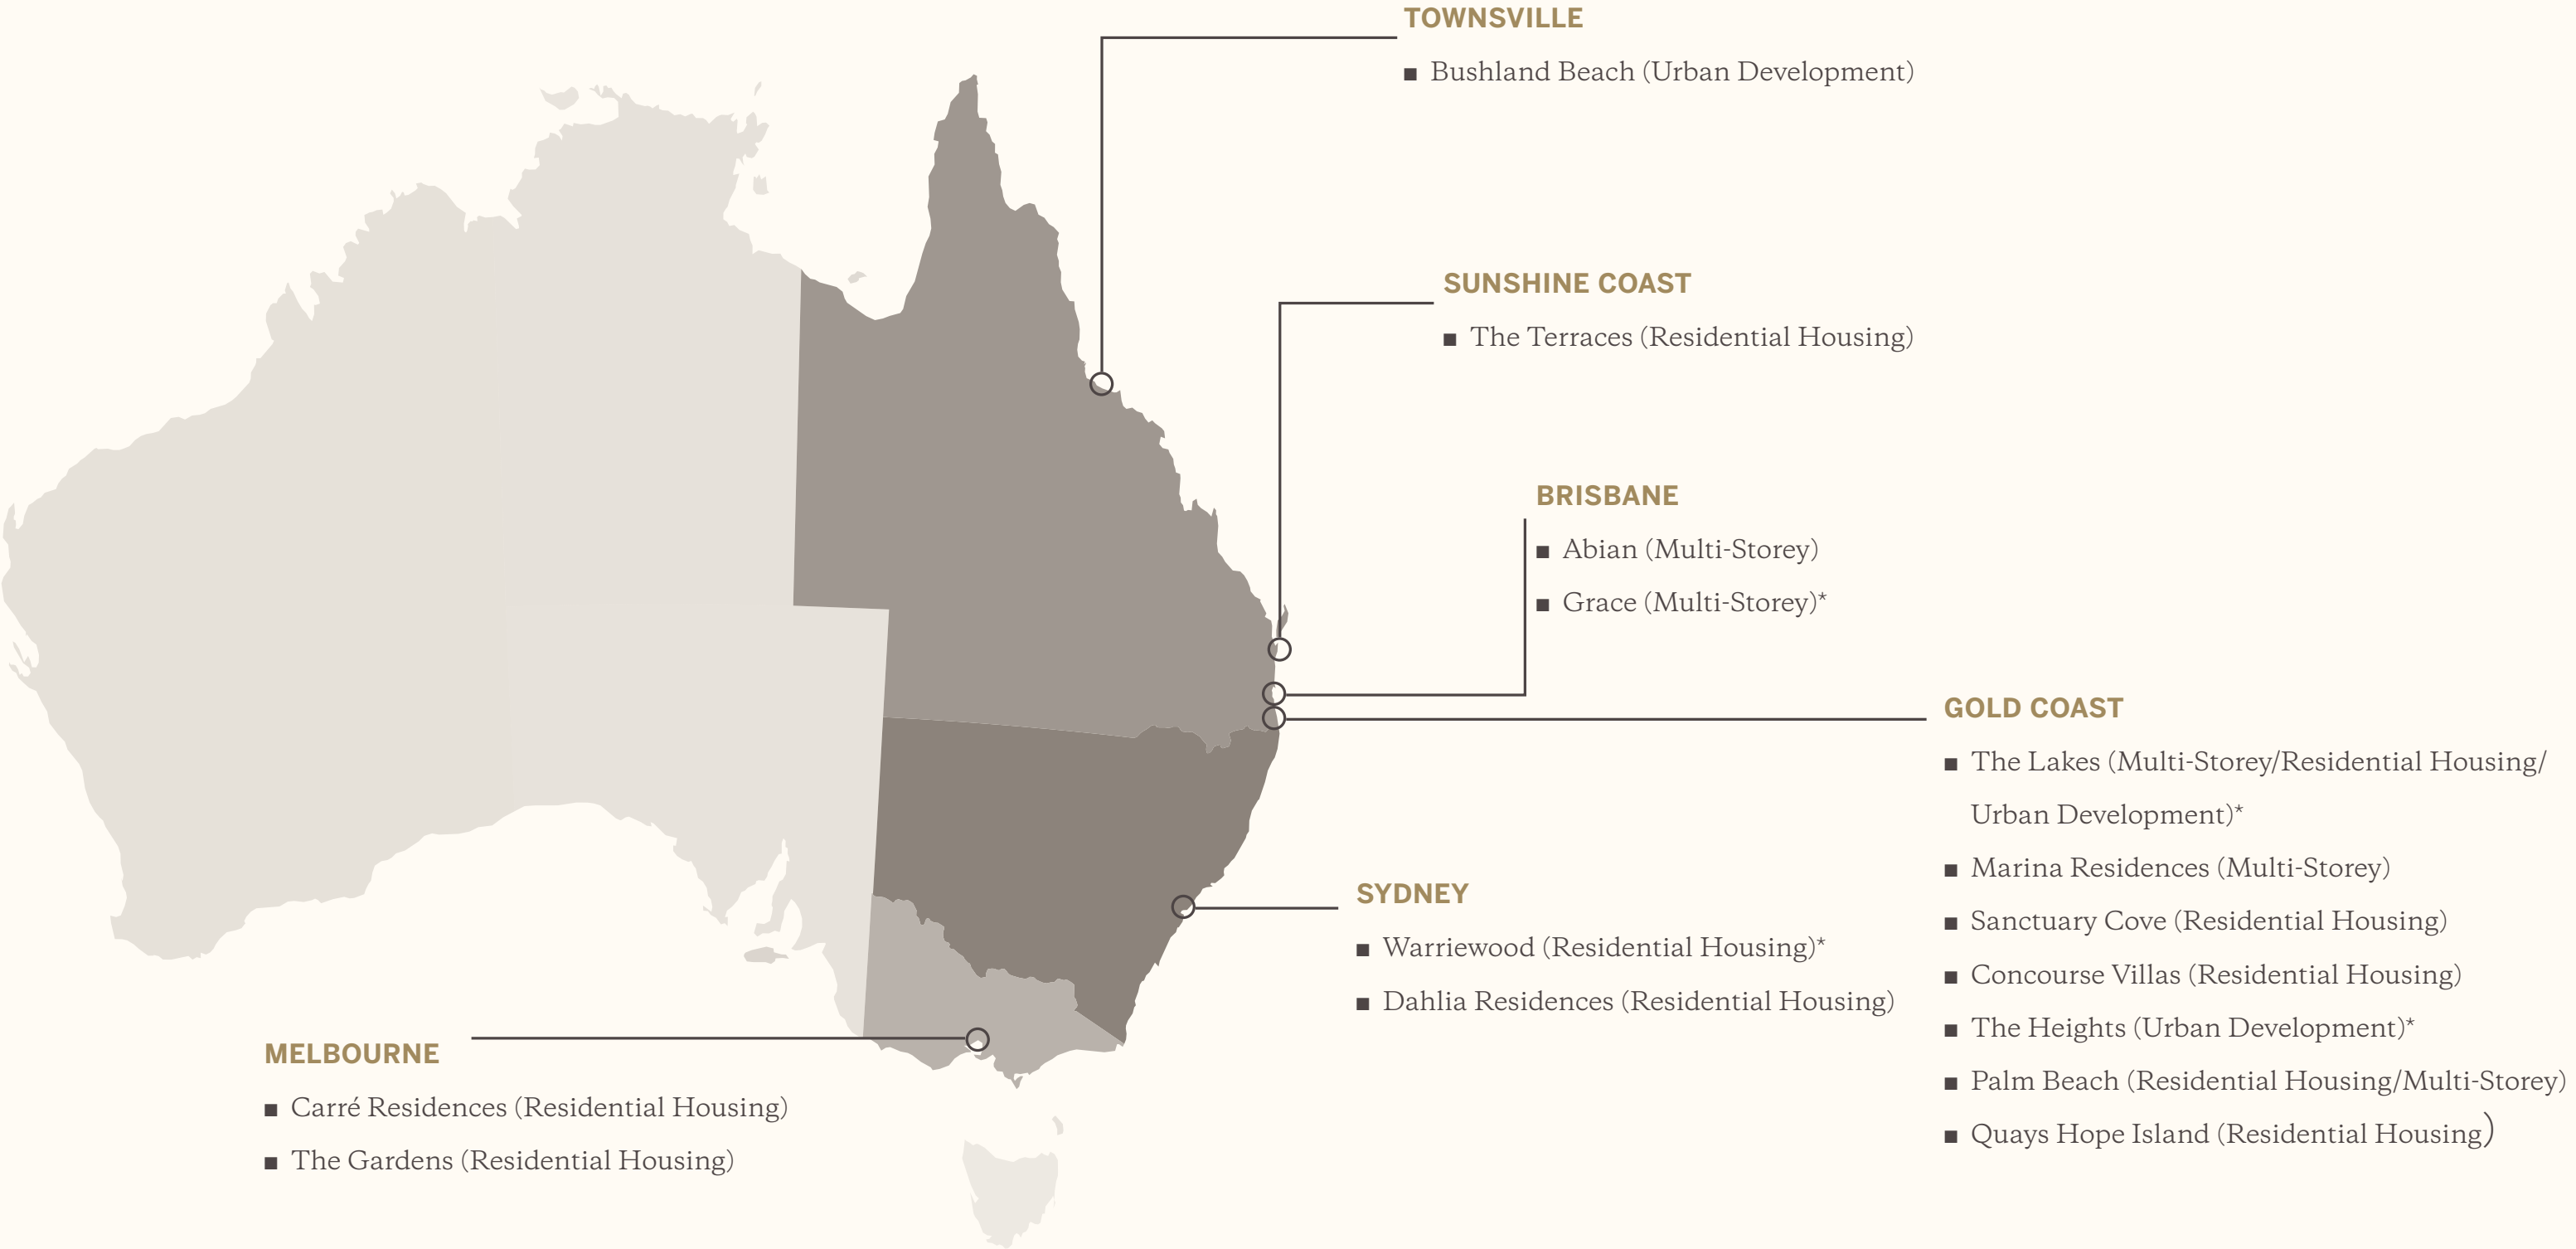 TOWNSVILLE
■ Bushland Beach (Urban Development)
SUNSHINE COAST
■ The Terraces (Residential Housing)
BRISBANE
■ Abian (Multi-Storey)
■ Grace (Multi-Storey)*
GOLD COAST
■ The Lakes (Multi-Storey/Residential Housing/
Urban Development)*
■ Marina Residences (Multi-Storey)
■ Sanctuary Cove (Residential Housing)
■ Concourse Villas (Residential Housing)
■ The Heights (Urban Development)*
■ Palm Beach (Residential Housing/Multi-Storey)
■ Quays Hope Island (Residential Housing)
SYDNEY
■ Warriewood (Residential Housing)*
■ Dahlia Residences (Residential Housing)
MELBOURNE
■ Carré Residences (Residential Housing)
■ The Gardens (Residential Housing)